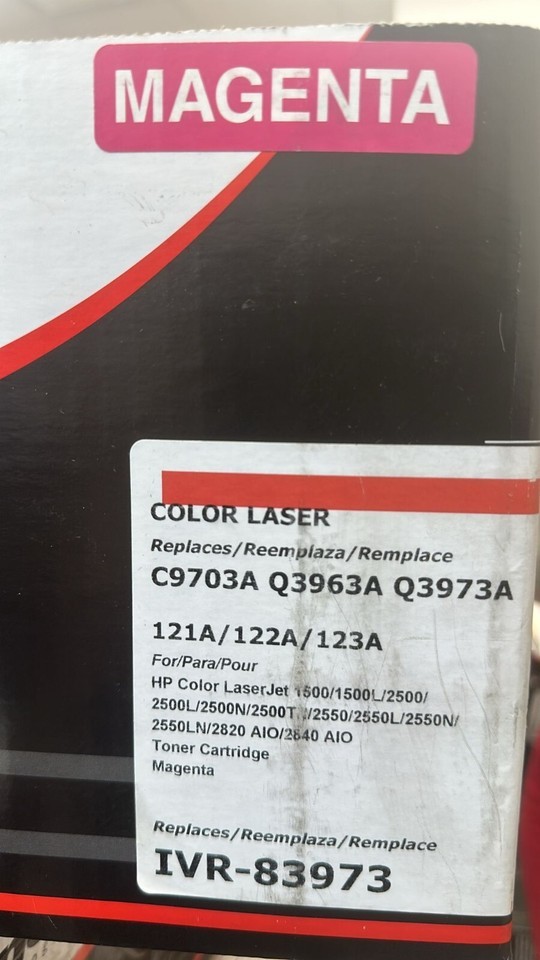 MAGENTA
COLOR LASER
Replaces/Reemplaza/Remplace
C9703A Q3963A Q3973A
121A/122A/123A
For/Para/Pour
HP Color LaserJet 1500/1500L/2500/
2500L/2500N/2500T /2550/2550L/2550N/
2550LN/2820 AIO/2840 AIO
Toner Cartridge
Magenta
Replaces/Reemplaza/Remplace
IVR-83973